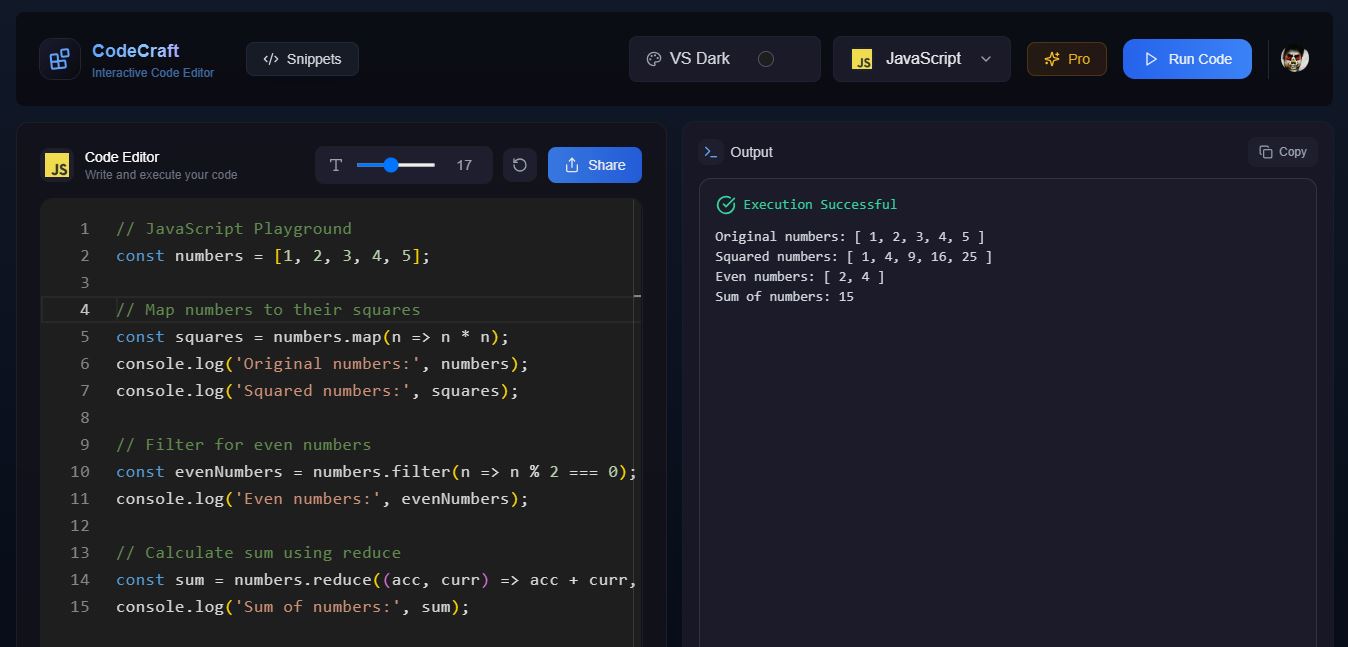 CodeCraft
Interactive Code Editor
</> Snippets
VS Dark
JS JavaScript
Pro
Run Code
JS Code Editor
Write and execute your code
T 17
Share
1 // JavaScript Playground
2 const numbers = [1, 2, 3, 4, 5];
3
4 // Map numbers to their squares
5 const squares = numbers.map(n => n * n);
6 console.log('Original numbers:', numbers);
7 console.log('Squared numbers:', squares);
8
9 // Filter for even numbers
10 const evenNumbers = numbers.filter(n => n % 2 === 0);
11 console.log('Even numbers:', evenNumbers);
12
13 // Calculate sum using reduce
14 const sum = numbers.reduce((acc, curr) => acc + curr,
15 console.log('Sum of numbers:', sum);
Output
Copy
Execution Successful
Original numbers: [ 1, 2, 3, 4, 5 ]
Squared numbers: [ 1, 4, 9, 16, 25 ]
Even numbers: [ 2, 4 ]
Sum of numbers: 15